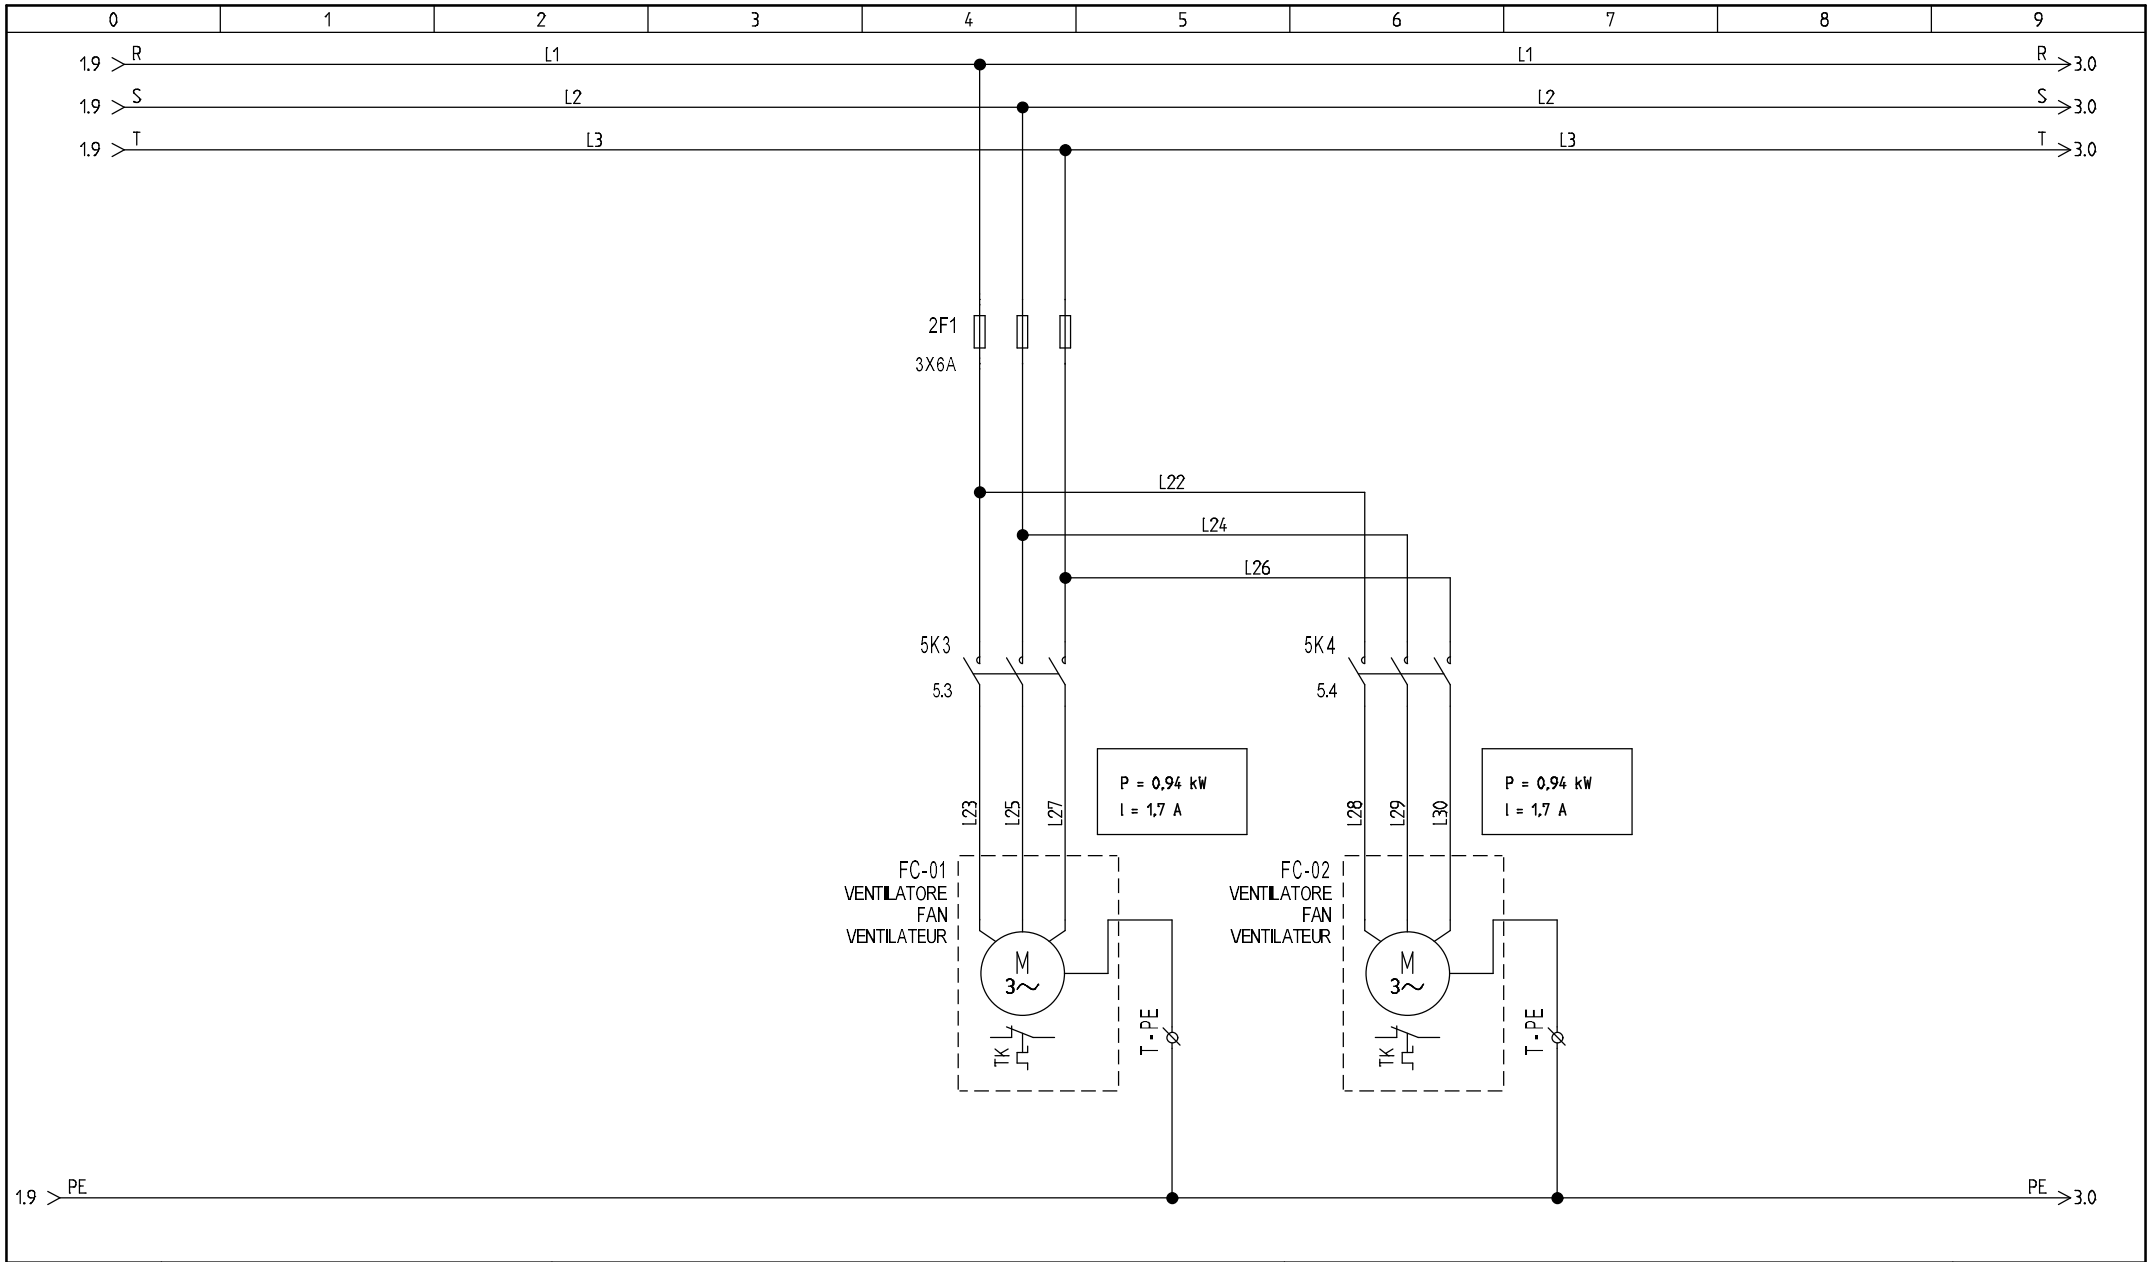 0 1 2 3 4 5 6 7 8 9
1.9 R L1 L1 R 3.0
1.9 S L2 L2 S 3.0
1.9 T L3 L3 T 3.0
2F1
3X6A
L22
L24
L26
5K3 5K4
5.3 5.4
P = 0,94 kW P = 0,94 kW
I = 1,7 A I = 1,7 A
L23 L25 L27 L28 L29 L30
FC-01 FC-02
VENTILATORE VENTILATORE
FAN FAN
VENTILATEUR VENTILATEUR
M M
3~ 3~
TK T - PE TK T - PE
1.9 PE PE 3.0